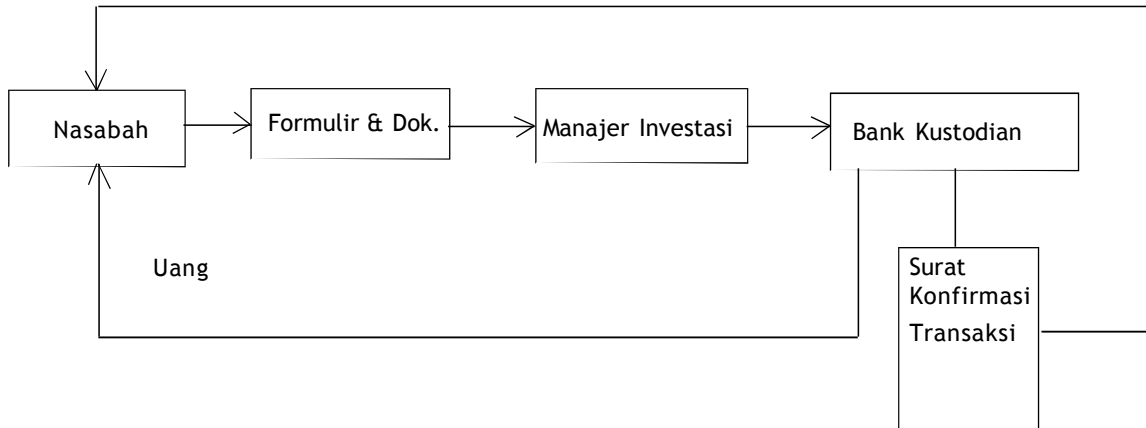 Nasabah
Formulir & Dok.
Manajer Investasi
Bank Kustodian
Uang
Surat
Konfirmasi
Transaksi